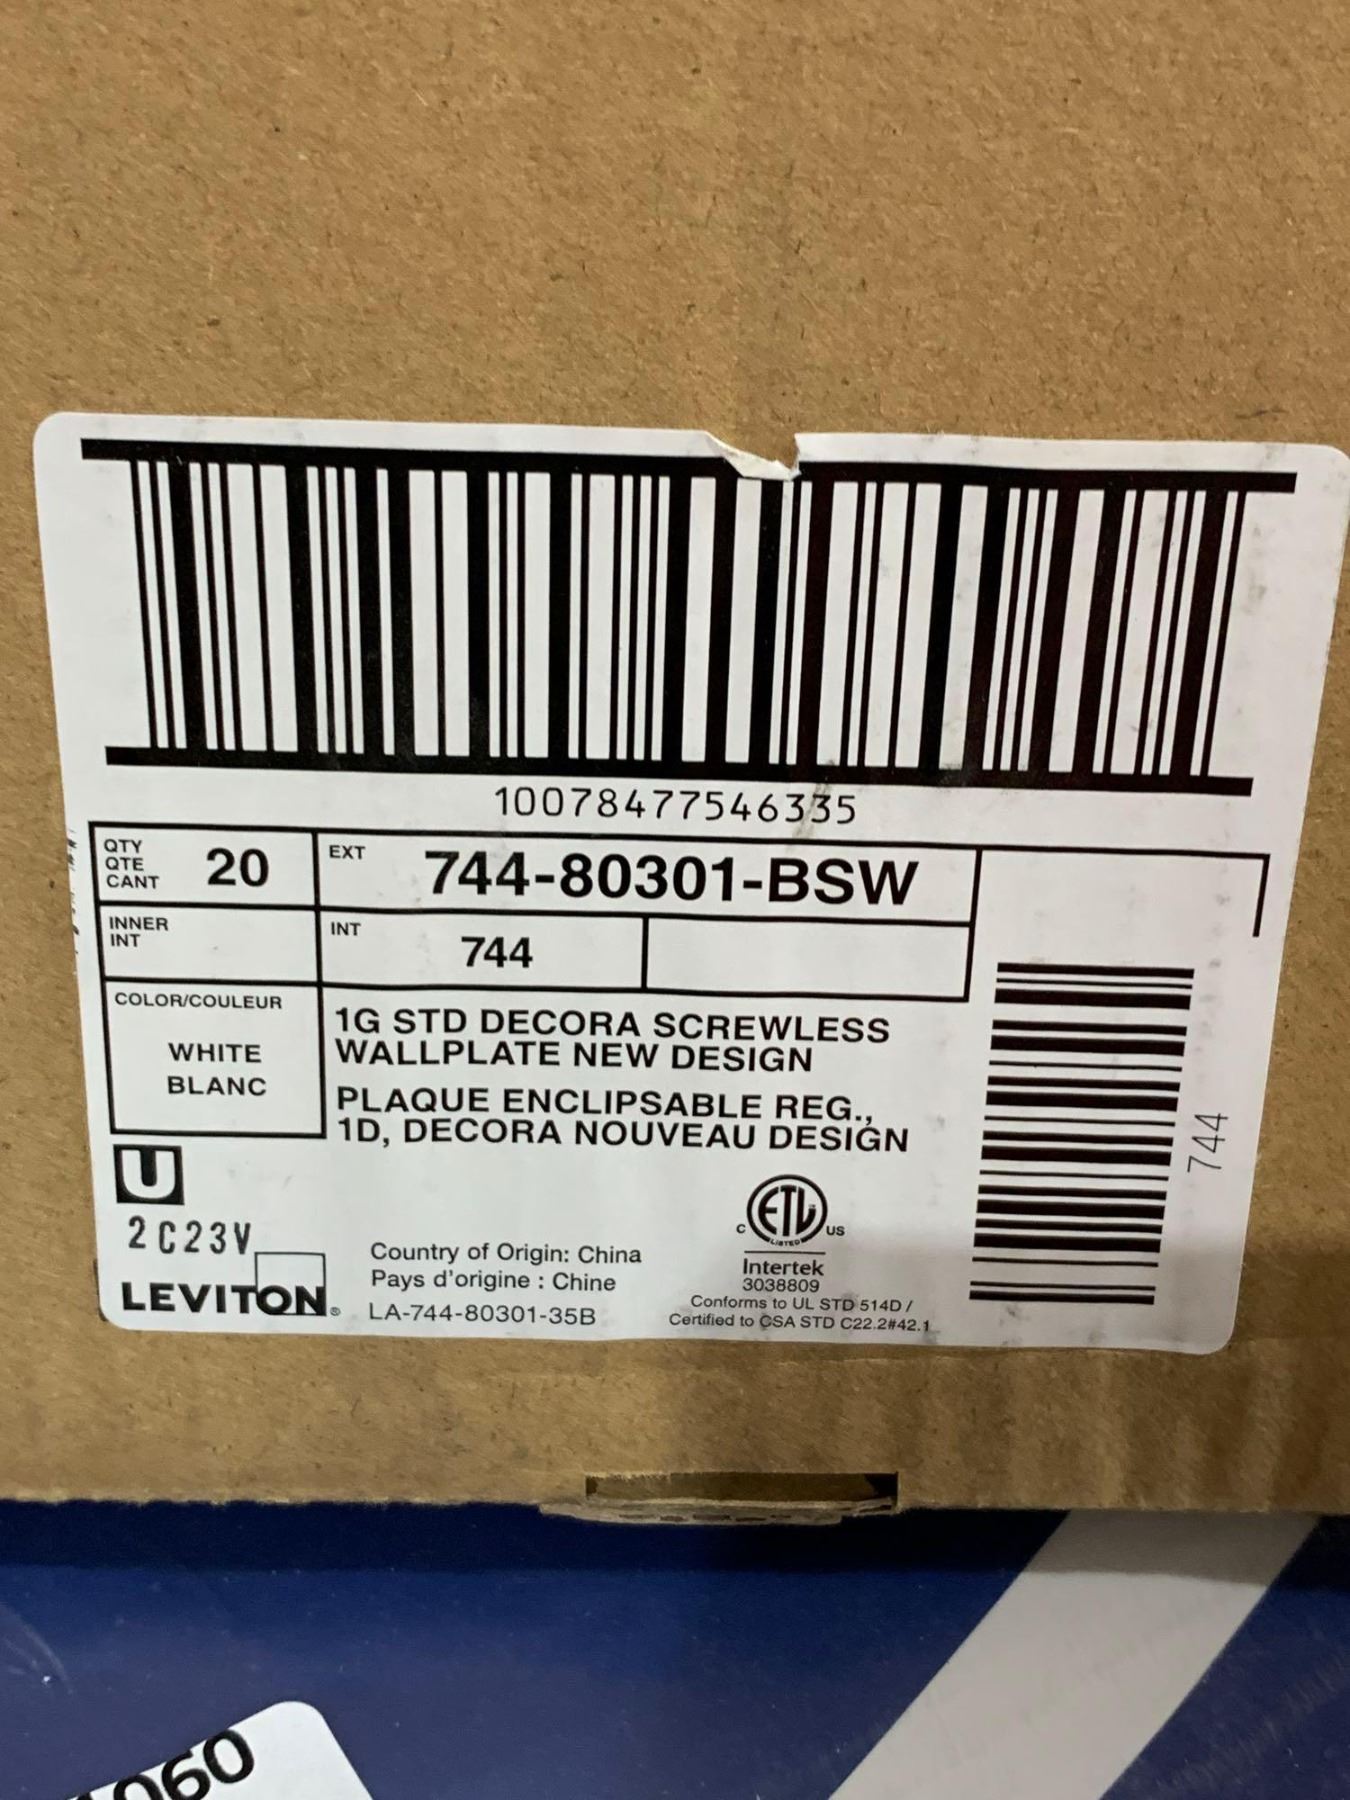 10078477546335
QTY
QTE
CANT
20
EXT
744-80301-BSW
INNER
INT
INT
744
COLOR/COULEUR
WHITE
BLANC
1G STD DECORA SCREWLESS
WALLPLATE NEW DESIGN
PLAQUE ENCLIPSABLE REG.,
1D, DECORA NOUVEAU DESIGN
744
U
2C23V
LEVITON®
Country of Origin: China
Pays d'origine : Chine
LA-744-80301-35B
C ETL US
LISTED
Intertek
3038809
Conforms to UL STD 514D /
Certified to CSA STD C22.2#42.1